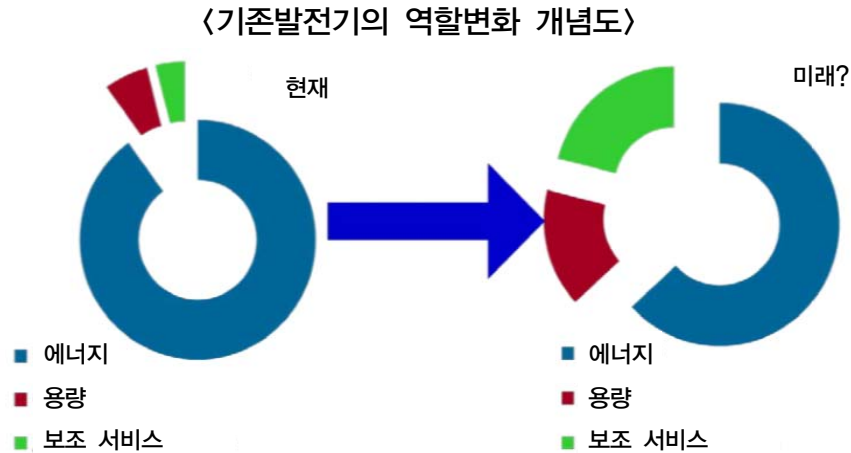 <기존발전기의 역할변화 개념도>
현재
미래?
에너지
용량
보조 서비스
에너지
용량
보조 서비스